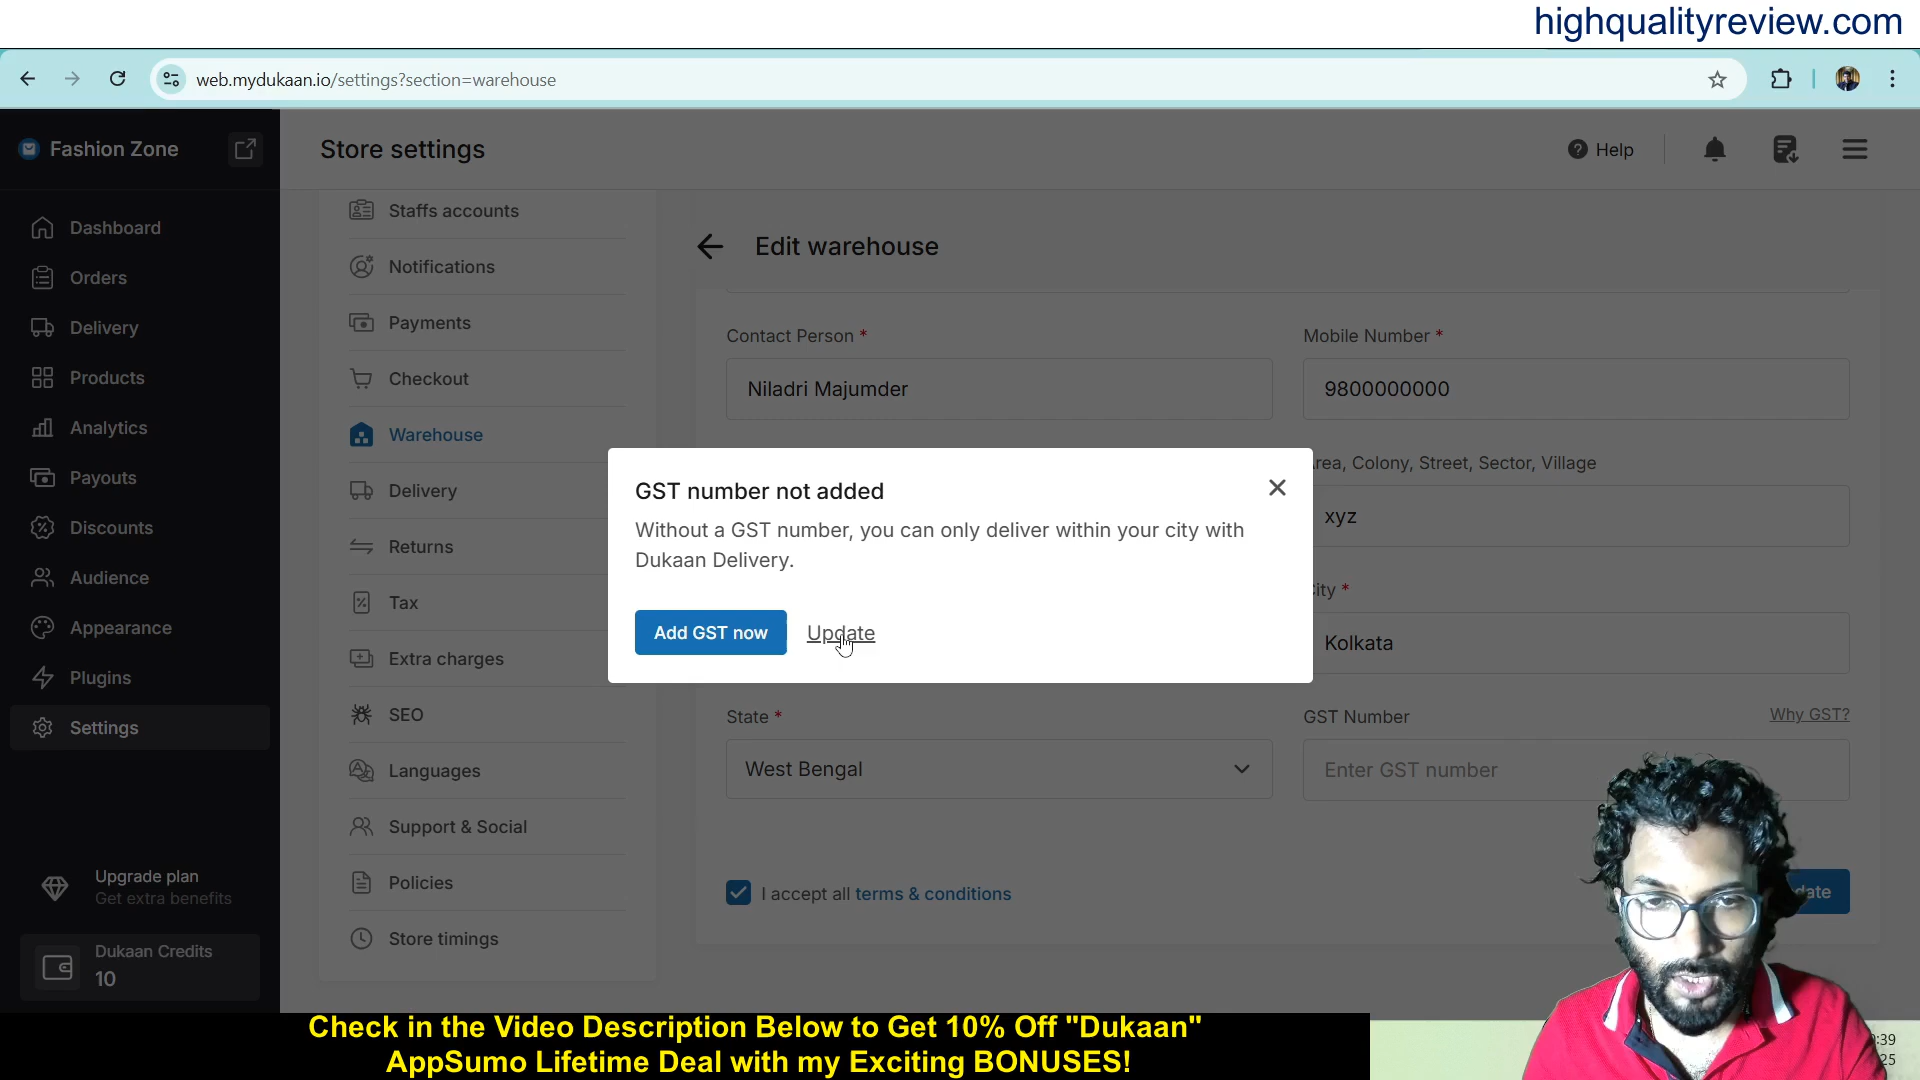 highqualityreview.com
web.mydukaan.io/settings?section=warehouse
Fashion Zone
Store settings
Help
Dashboard
Orders
Delivery
Products
Analytics
Payouts
Discounts
Audience
Appearance
Plugins
Settings
Upgrade plan
Get extra benefits
Dukaan Credits
10
Staffs accounts
Notifications
Payments
Checkout
Warehouse
Delivery
Returns
Tax
Extra charges
SEO
Languages
Support & Social
Policies
Store timings
Edit warehouse
Contact Person *
Mobile Number *
Niladri Majumder
9800000000
rea, Colony, Street, Sector, Village
xyz
ity *
Kolkata
GST number not added
Without a GST number, you can only deliver within your city with
Dukaan Delivery.
Add GST now
Update
State *
GST Number
Why GST?
West Bengal
Enter GST number
I accept all terms & conditions
date
Check in the Video Description Below to Get 10% Off "Dukaan"
AppSumo Lifetime Deal with my Exciting BONUSES!
:39
25